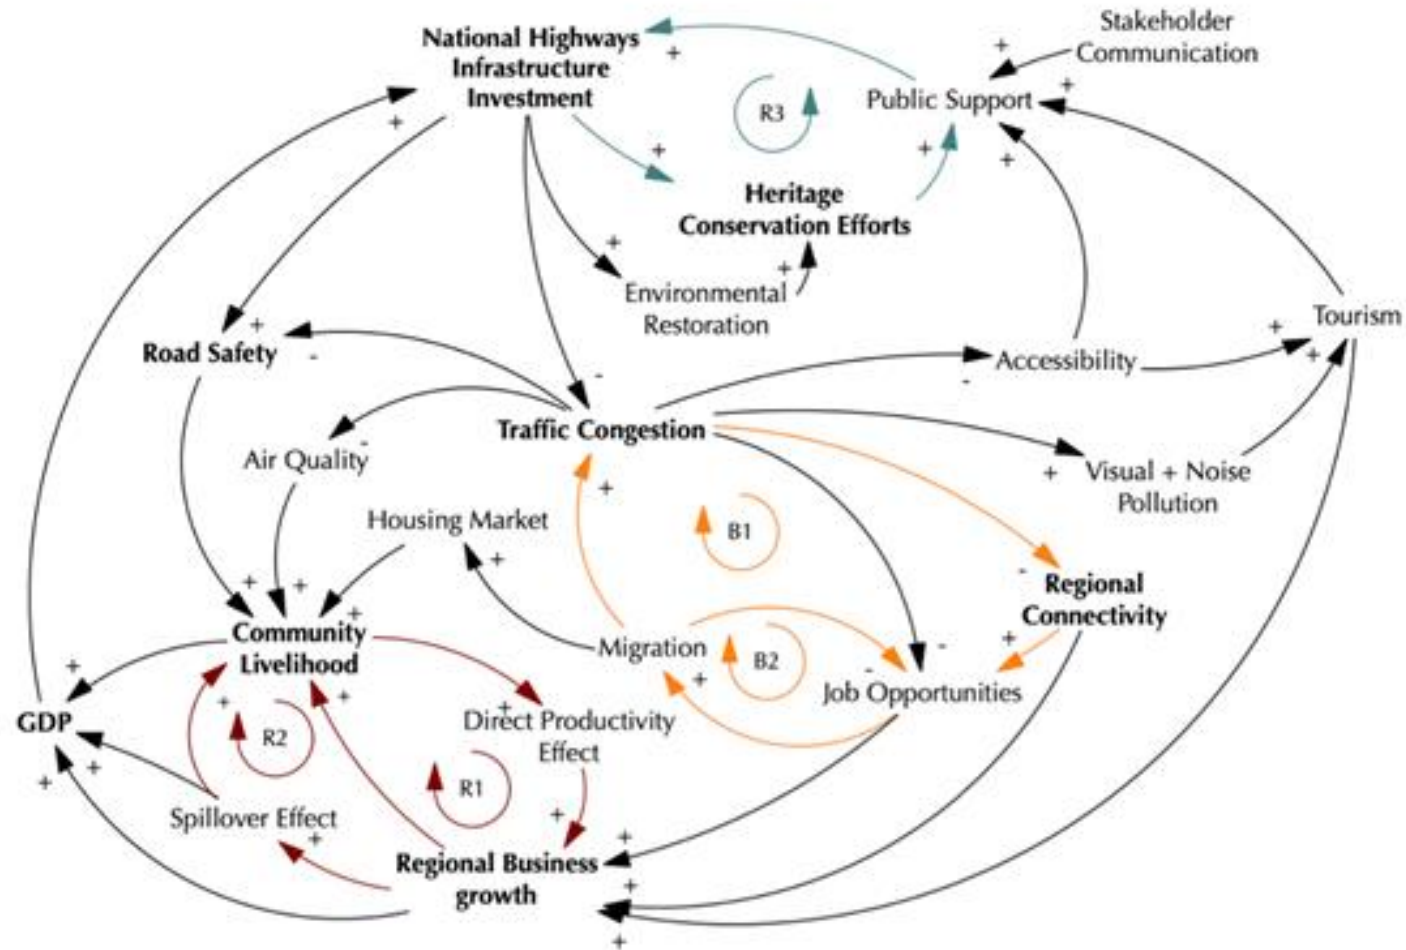 National Highways
Infrastructure
Investment
Stakeholder
Communication
Public Support
R3
Heritage
Conservation Efforts
Environmental
Restoration
Tourism
Road Safety
Accessibility
Traffic Congestion
Air Quality
Visual + Noise
Pollution
Housing Market
B1
Regional
Connectivity
Community
Livelihood
Migration
B2
Job Opportunities
GDP
R2
Direct Productivity
Effect
R1
Spillover Effect
Regional Business
growth
+
+
+
+
+
+
+
+
+
+
-
-
+
+
-
-
-
+
+
+
-
+
+
+
+
-
-
+
+
+
+
+
+
+
+
+
+
+
+